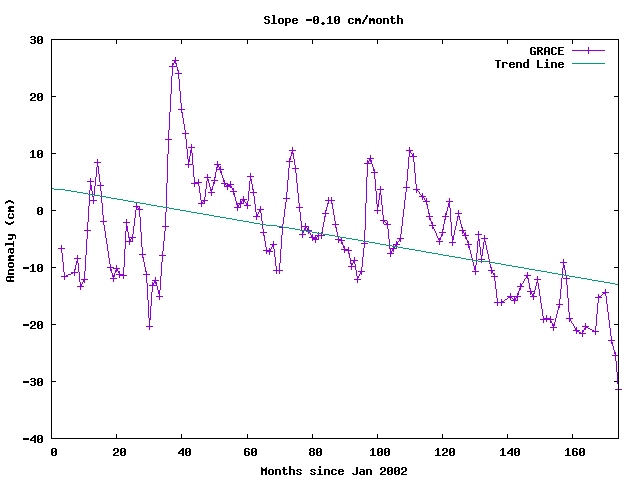 Slope -0.10 cm/month
GRACE
Trend Line
30
20
10
0
-10
-20
-30
-40
Anomaly (cm)
0 20 40 60 80 100 120 140 160
Months since Jan 2002